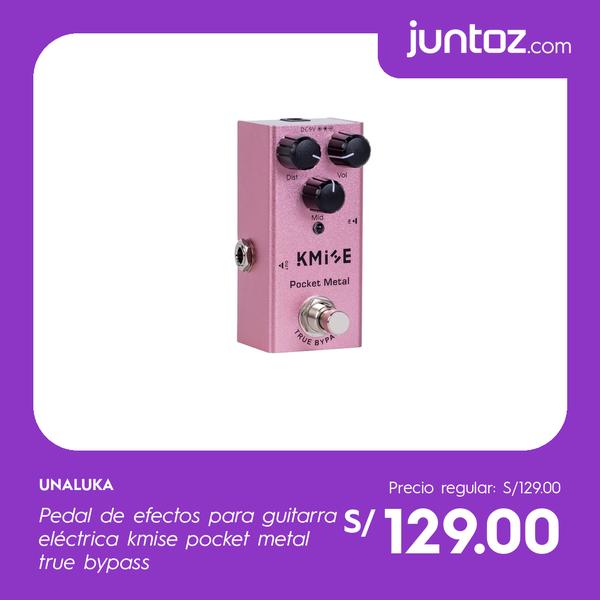 juntoz.com
DC9V
Dist
Vol
Mid
OUT
KMiSE
Pocket Metal
TRUE BYPA
UNALUKA
Pedal de efectos para guitarra
eléctrica kmise pocket metal
true bypass
Precio regular: S/129.00
S/129.00